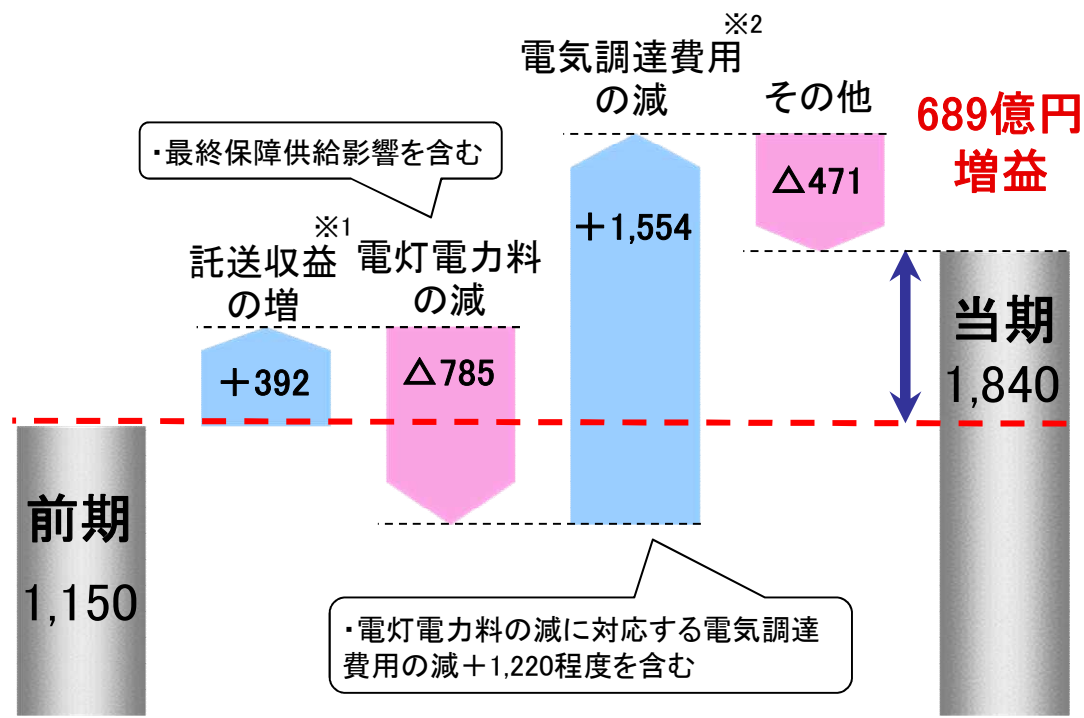 ※2
電気調達費用
の減
その他
689億円
増益
・最終保障供給影響を含む
△471
＋1,554
※1
託送収益
の増
電灯電力料
の減
当期
1,840
＋392
△785
前期
1,150
・電灯電力料の減に対応する電気調達
費用の減＋1,220程度を含む